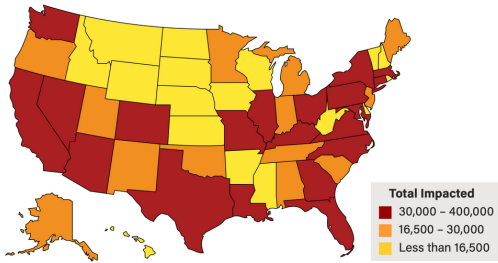 Total Impacted
30,000 – 400,000
16,500 – 30,000
Less than 16,500